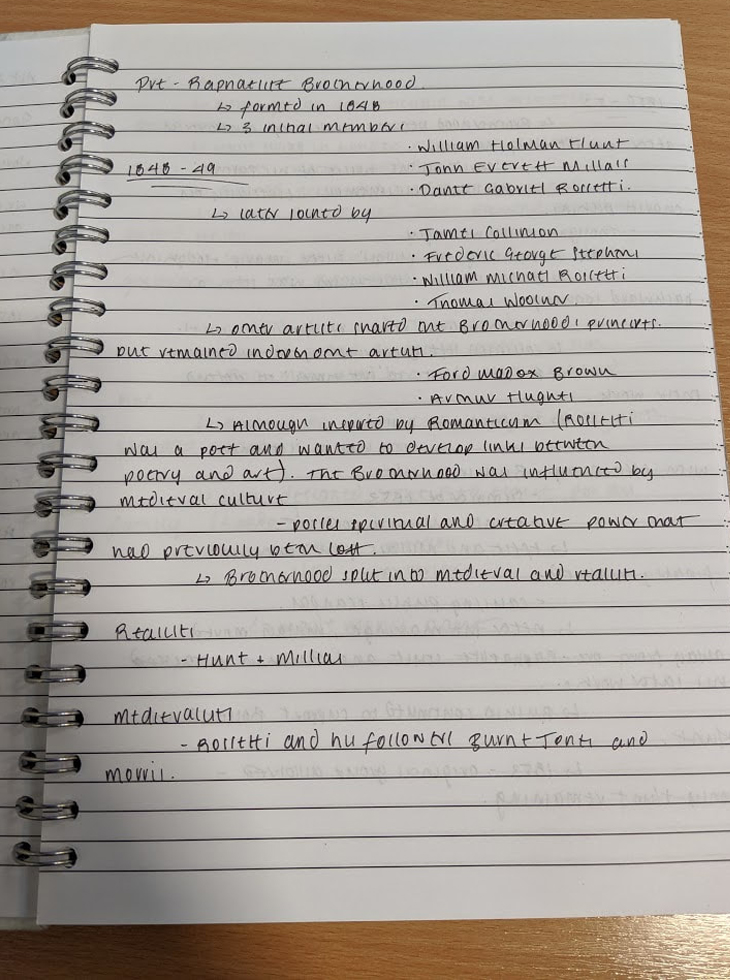 Pre - Raphaelite Brotherhood
↳ formed in 1848
↳ 3 initial members
· William Holman Hunt
1848 - 49
· John Everett Millais
· Dante Gabriel Rossetti.
↳ later joined by
· James Collinson
· Frederic George Stephens
· William Michael Rossetti
· Thomas Woolner
↳ other artists shared the Brotherhoods principles.
but remained independent artists.
· Ford Madox Brown
· Arthur Hughes
↳ Although inspired by Romanticism (Rossetti
was a poet and wanted to develop links between
poetry and art). The Brotherhood was influenced by
medieval culture
- posses spiritual and creative power that
had previously been lost.
↳ Brotherhood split into medieval and realists.
Realists
- Hunt + Millias
Medievalists
- Rossetti and his followers Burne Jones and
Morris.